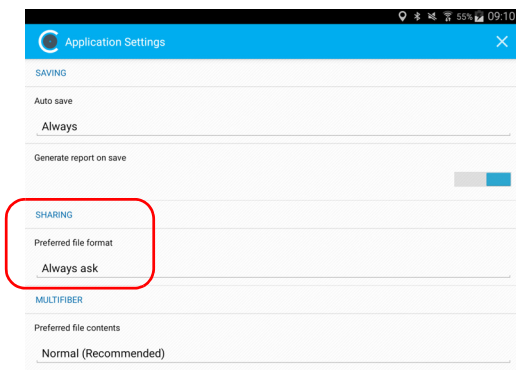 55% 09:10
Application Settings
SAVING
Auto save
Always
Generate report on save
SHARING
Preferred file format
Always ask
MULTIFIBER
Preferred file contents
Normal (Recommended)